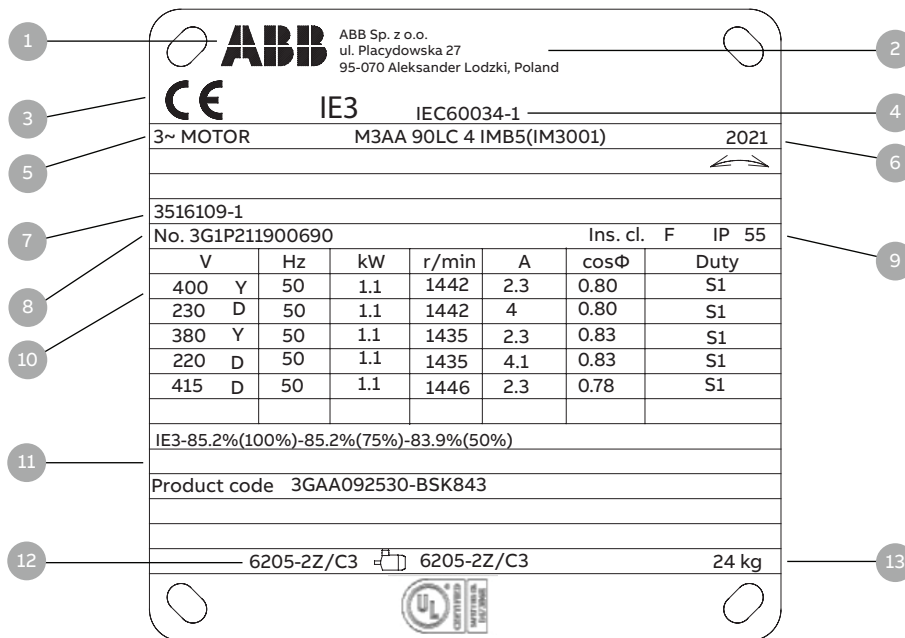 1
ABB
ABB Sp. z o.o.
ul. Placydowska 27
95-070 Aleksander Lodzki, Poland
2
3
CE IE3 IEC60034-1
4
5
3~ MOTOR M3AA 90LC 4 IMB5(IM3001) 2021
6
7
3516109-1
8
No. 3G1P211900690 Ins. cl. F IP 55
9
V Hz kW r/min A cosΦ Duty
400 Y 50 1.1 1442 2.3 0.80 S1
230 D 50 1.1 1442 4 0.80 S1
380 Y 50 1.1 1435 2.3 0.83 S1
220 D 50 1.1 1435 4.1 0.83 S1
415 D 50 1.1 1446 2.3 0.78 S1
10
IE3-85.2%(100%)-85.2%(75%)-83.9%(50%)
11
Product code 3GAA092530-BSK843
12
6205-2Z/C3 6205-2Z/C3 24 kg
13
UL ®
CERTIFIED